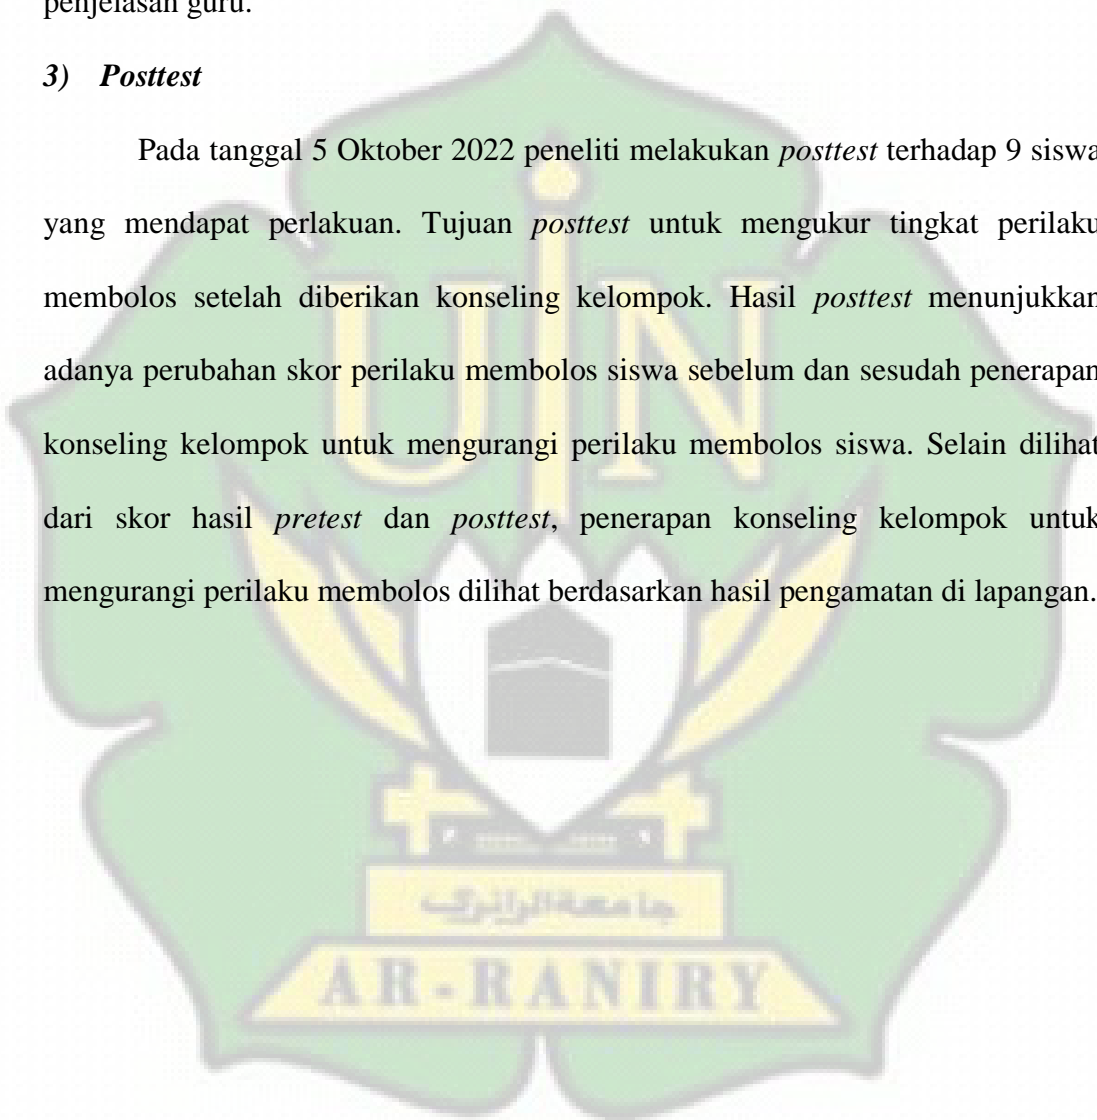 penjelasan guru.
3) Posttest
Pada tanggal 5 Oktober 2022 peneliti melakukan posttest terhadap 9 siswa
yang mendapat perlakuan. Tujuan posttest untuk mengukur tingkat perilaku
membolos setelah diberikan konseling kelompok. Hasil posttest menunjukkan
adanya perubahan skor perilaku membolos siswa sebelum dan sesudah penerapan
konseling kelompok untuk mengurangi perilaku membolos siswa. Selain dilihat
dari skor hasil pretest dan posttest, penerapan konseling kelompok untuk
mengurangi perilaku membolos dilihat berdasarkan hasil pengamatan di lapangan.
UIN
جامعة الرانري
AR-RANIRY